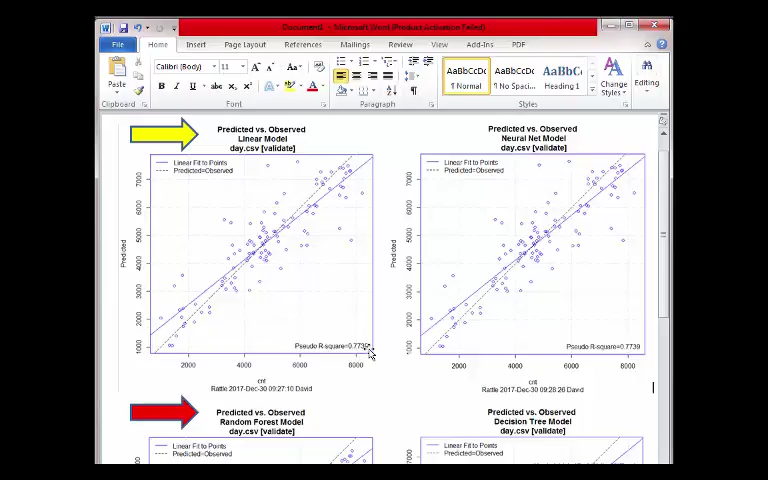 Document1 - Microsoft Word (Product Activation Failed)
File Home Insert Page Layout References Mailings Review View Add-Ins PDF
Paste
Calibri (Body) 11
B I U
AaBbCcDc AaBbCcDc AaBbC
¶ Normal ¶ No Spaci... Heading 1
Change Styles
Editing
Clipboard Font Paragraph Styles
Predicted vs. Observed
Linear Model
day.csv [validate]
Linear Fit to Points
Predicted=Observed
Predicted
7000
6000
5000
4000
3000
2000
1000
Pseudo R-square=0.773
2000 4000 6000 8000
cnt
Rattle 2017-Dec-30 09:27:10 David
Predicted vs. Observed
Neural Net Model
day.csv [validate]
Linear Fit to Points
Predicted=Observed
Predicted
7000
6000
5000
4000
3000
2000
1000
Pseudo R-square=0.7739
2000 4000 6000 8000
cnt
Rattle 2017-Dec-30 09:28:26 David
Predicted vs. Observed
Random Forest Model
day.csv [validate]
Linear Fit to Points
Predicted=Observed
Predicted vs. Observed
Decision Tree Model
day.csv [validate]
Linear Fit to Points
Predicted=Observed
7000